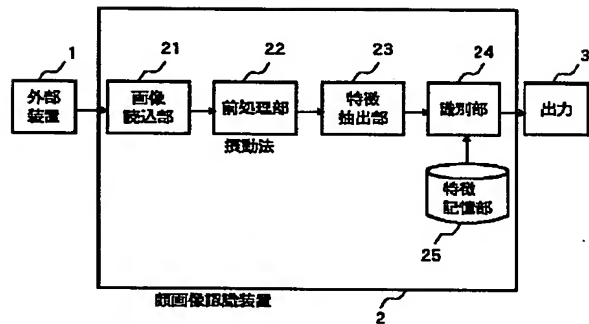 1
21
22
23
24
3
外部
装置
画像
読込部
前処理部
特徴
抽出部
識別部
出力
摂動法
特徴
記憶部
25
顔画像認識装置
2